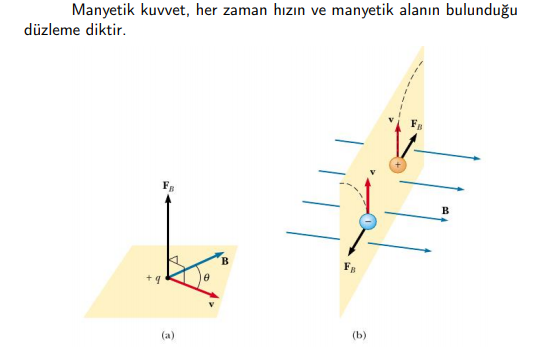 Manyetik kuvvet, her zaman hızın ve manyetik alanın bulunduğu
düzleme diktir.
F_B
B
+ q
θ
v
(a)
v
F_B
+
v
B
−
F_B
(b)